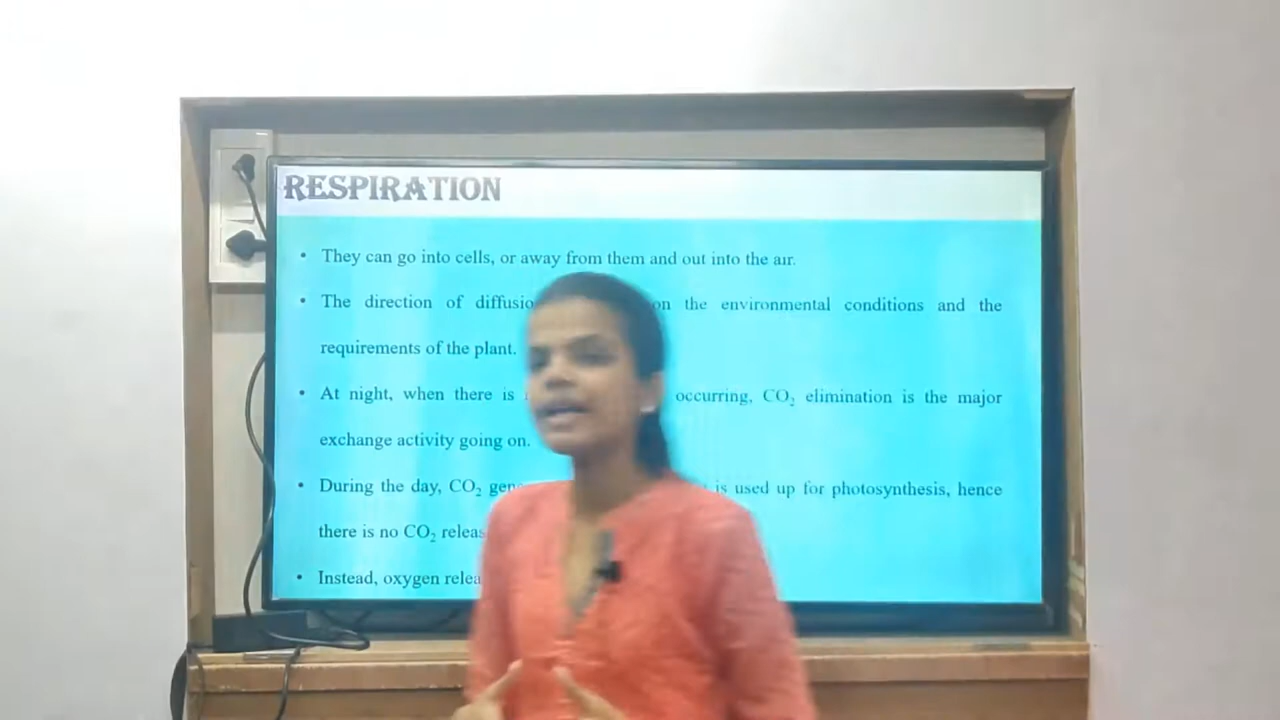 RESPIRATION
• They can go into cells, or away from them and out into the air.
• The direction of diffusio on the environmental conditions and the
requirements of the plant.
• At night, when there is occurring, CO₂ elimination is the major
exchange activity going on.
• During the day, CO₂ gen is used up for photosynthesis, hence
there is no CO₂ releas
• Instead, oxygen relea